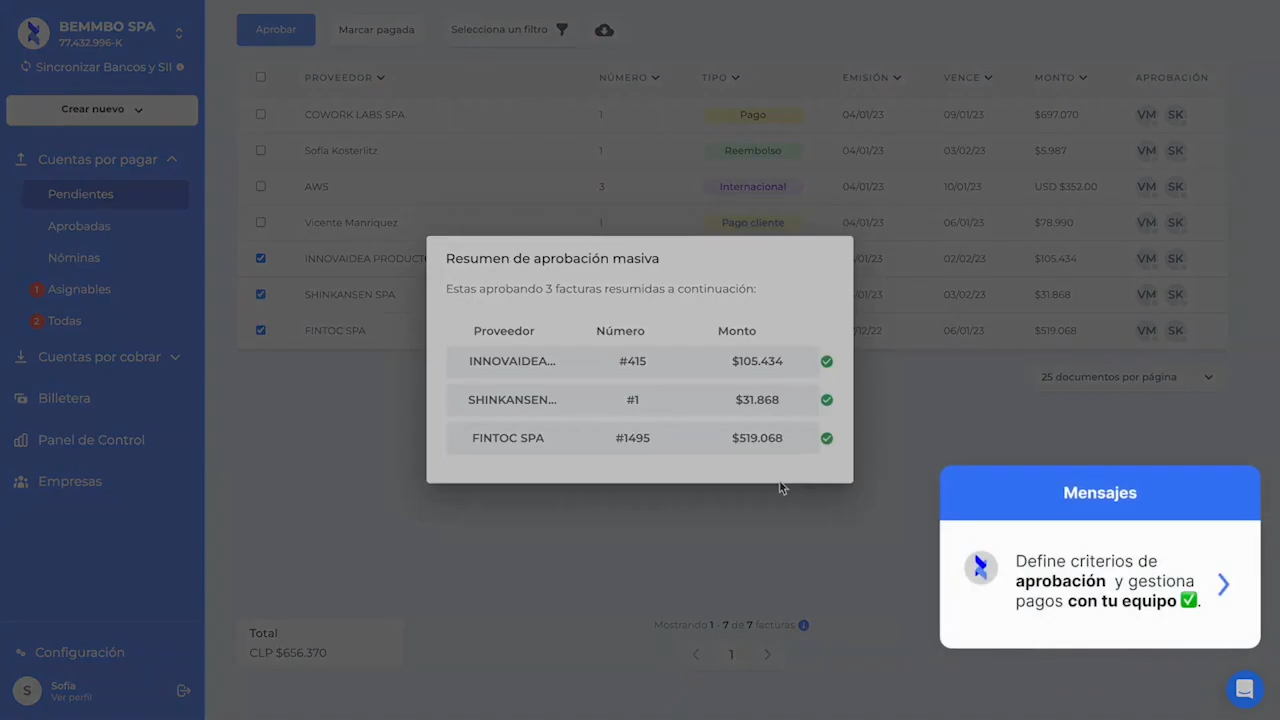 BEMMBO SPA
77.432.996-K
Sincronizar Bancos y SII
Crear nuevo
Cuentas por pagar
Pendientes
Aprobadas
Nóminas
1 Asignables
2 Todas
Cuentas por cobrar
Billetera
Panel de Control
Empresas
Configuración
S
Sofía
Ver perfil
Aprobar Marcar pagada Selecciona un filtro
PROVEEDOR NÚMERO TIPO EMISIÓN VENCE MONTO APROBACIÓN
COWORK LABS SPA 1 Pago 04/01/23 09/01/23 $697.070 VM SK
Sofía Kosterlitz 1 Reembolso 04/01/23 03/02/23 $5.987 VM SK
AWS 3 Internacional 04/01/23 10/01/23 USD $352.00 VM SK
Vicente Manriquez 1 Pago cliente 04/01/23 06/01/23 $78.990 VM SK
INNOVAIDEA PRODUCT /01/23 02/02/23 $105.434 VM SK
SHINKANSEN SPA /01/23 03/02/23 $31.868 VM SK
FINTOC SPA /12/22 06/01/23 $519.068 VM SK
25 documentos por página
Resumen de aprobación masiva
Estas aprobando 3 facturas resumidas a continuación:
Proveedor Número Monto
INNOVAIDEA... #415 $105.434
SHINKANSEN... #1 $31.868
FINTOC SPA #1495 $519.068
Total
CLP $656.370
Mostrando 1 - 7 de 7 facturas
1
Mensajes
Define criterios de
aprobación y gestiona
pagos con tu equipo ✅.